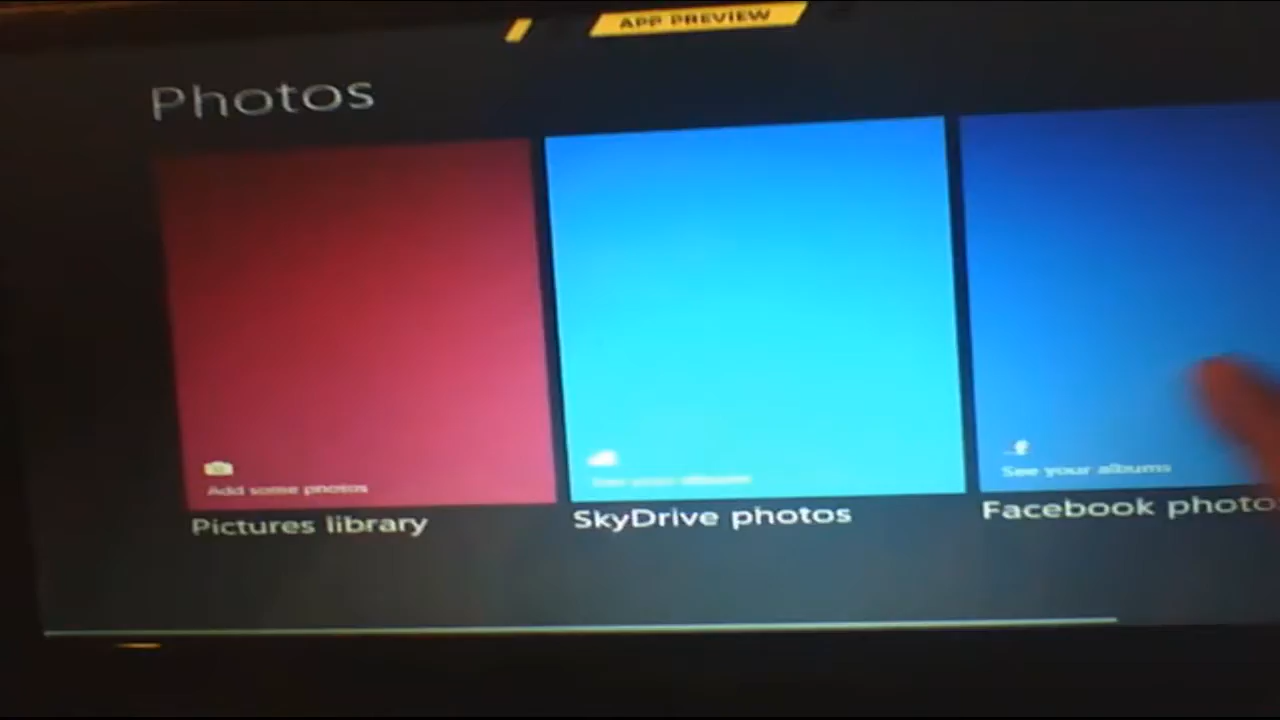 APP PREVIEW
Photos
Add some photos
See your albums
Pictures library
SkyDrive photos
Facebook photo